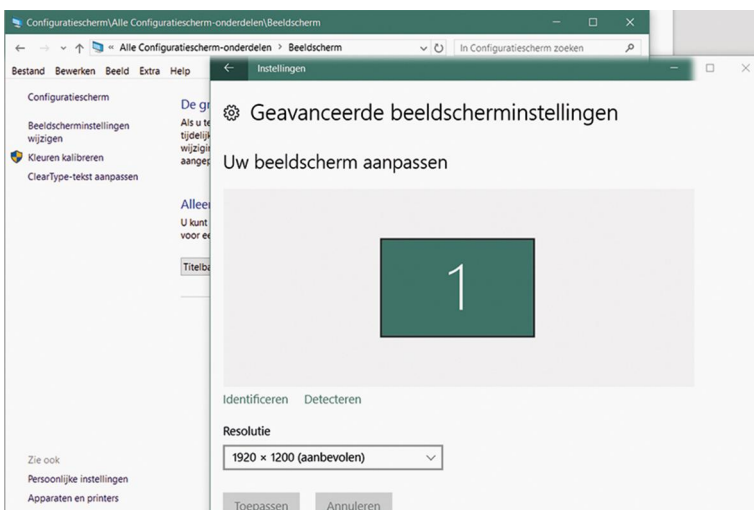 Configuratiescherm\Alle Configuratiescherm-onderdelen\Beeldscherm
« Alle Configuratiescherm-onderdelen > Beeldscherm
In Configuratiescherm zoeken
Bestand Bewerken Beeld Extra Help
Configuratiescherm
Beeldscherminstellingen
wijzigen
Kleuren kalibreren
ClearType-tekst aanpassen
De gr
Als u te
tijdelijk
wijzigin
aangep
Alleen
U kunt
voor ee
Titelba
Zie ook
Persoonlijke instellingen
Apparaten en printers
Instellingen
Geavanceerde beeldscherminstellingen
Uw beeldscherm aanpassen
1
Identificeren Detecteren
Resolutie
1920 × 1200 (aanbevolen)
Toepassen Annuleren